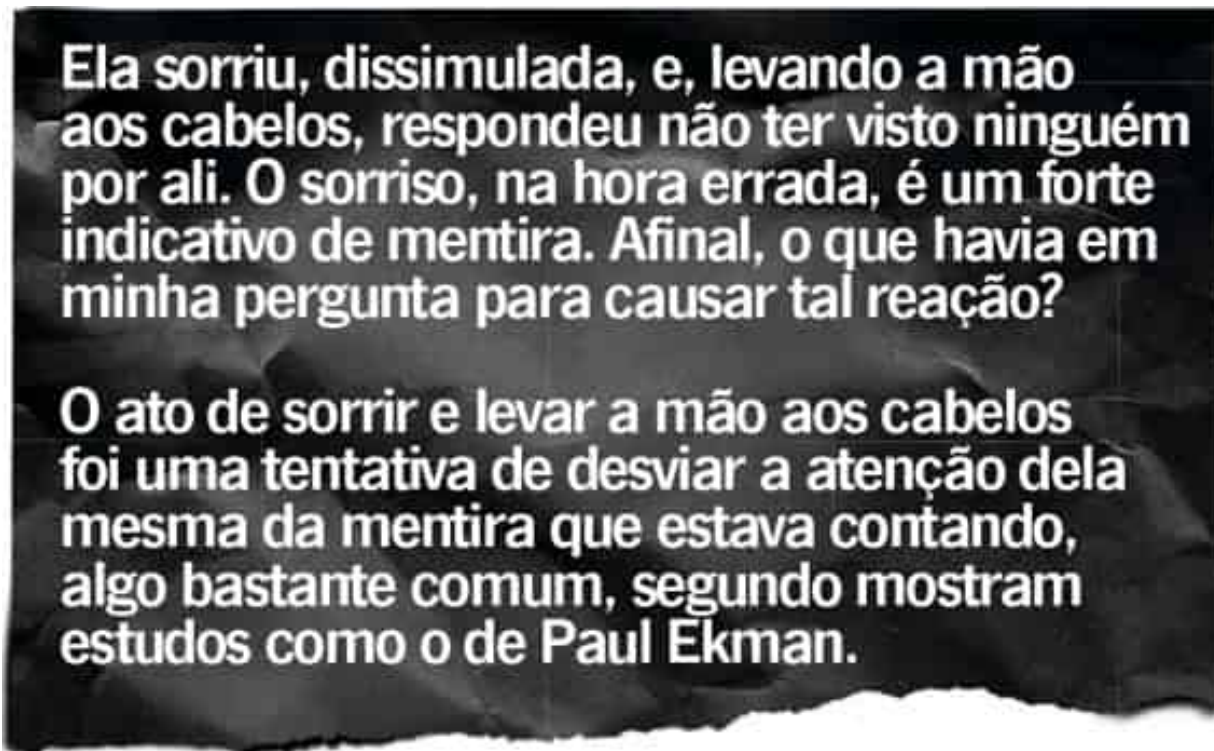 Ela sorriu, dissimulada, e, levando a mão
aos cabelos, respondeu não ter visto ninguém
por ali. O sorriso, na hora errada, é um forte
indicativo de mentira. Afinal, o que havia em
minha pergunta para causar tal reação?
O ato de sorrir e levar a mão aos cabelos
foi uma tentativa de desviar a atenção dela
mesma da mentira que estava contando,
algo bastante comum, segundo mostram
estudos como o de Paul Ekman.